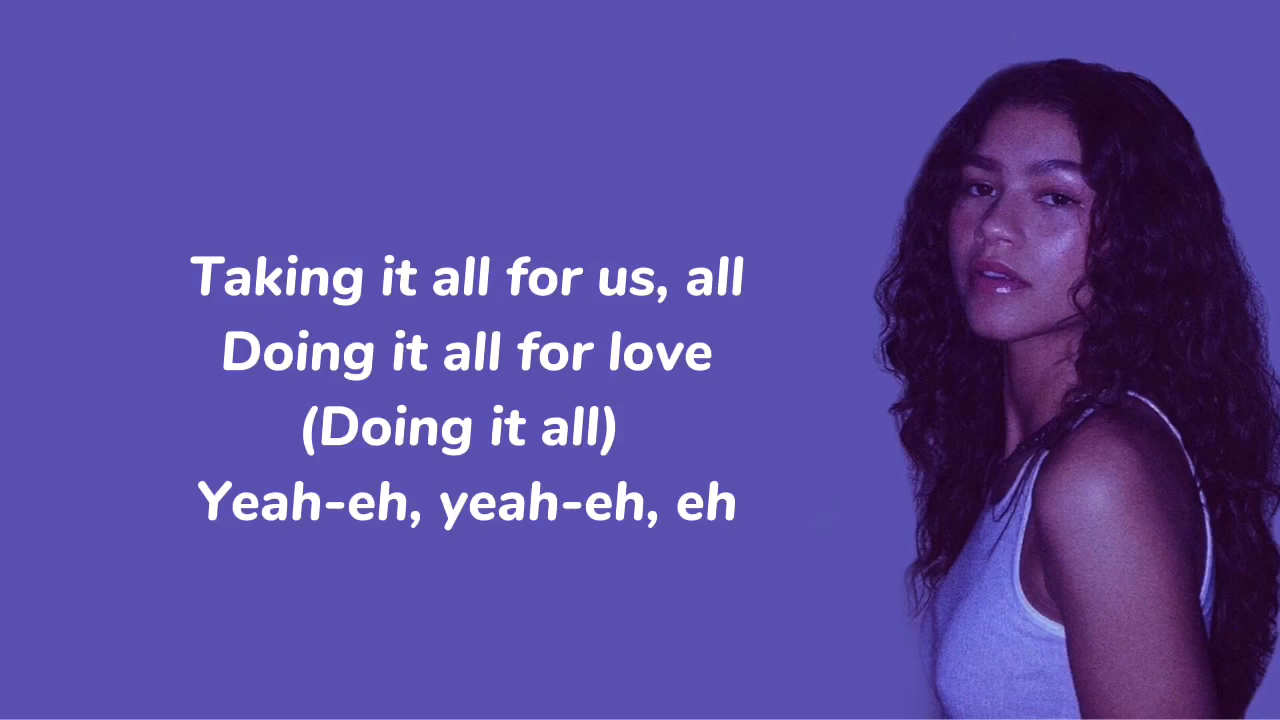 Taking it all for us, all
Doing it all for love
(Doing it all)
Yeah-eh, yeah-eh, eh